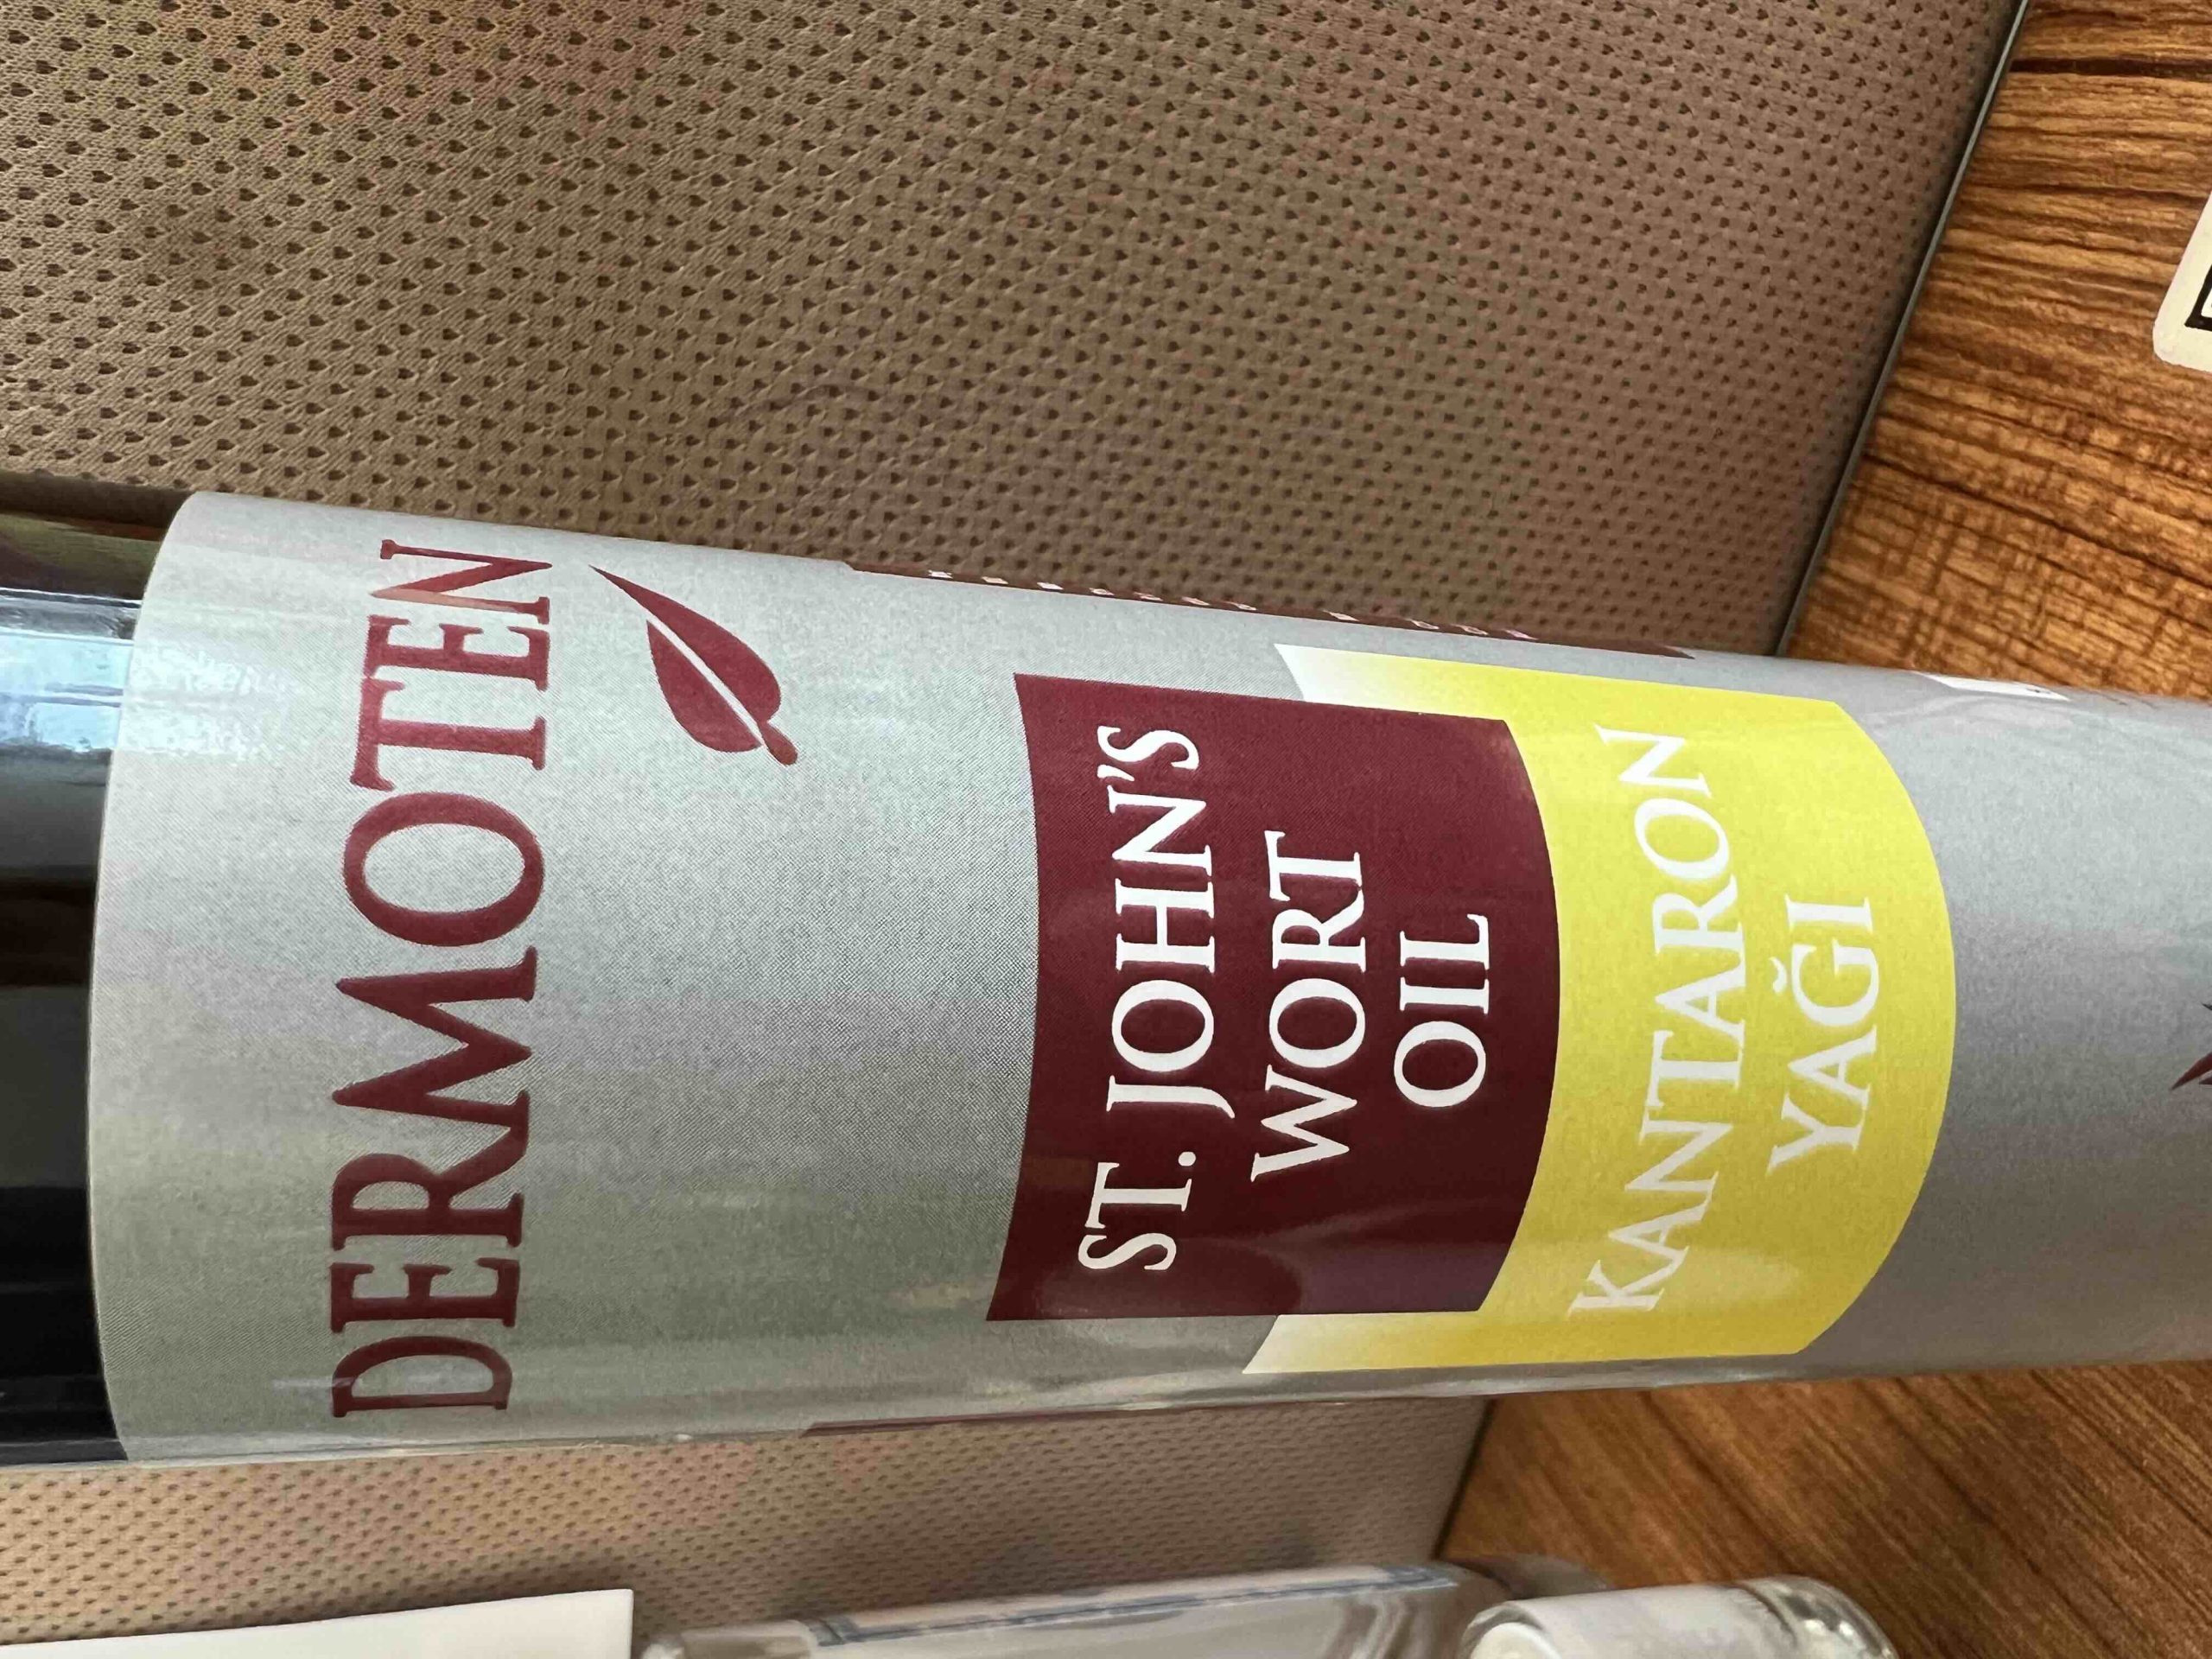 DERMOTEN
ST. JOHN'S
WORT
OIL
KANTARON
YAĞI